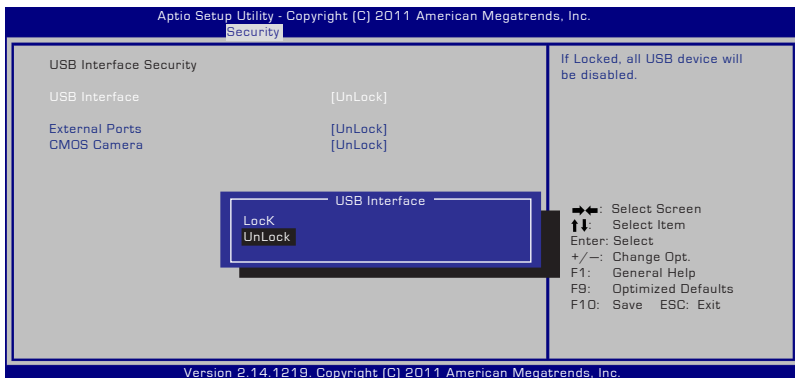 Aptio Setup Utility - Copyright (C) 2011 American Megatrends, Inc.
Security
USB Interface Security
USB Interface [UnLock]
External Ports [UnLock]
CMOS Camera [UnLock]
USB Interface
LocK
UnLock
If Locked, all USB device will
be disabled.
→←: Select Screen
↑↓: Select Item
Enter: Select
+/—: Change Opt.
F1: General Help
F9: Optimized Defaults
F10: Save ESC: Exit
Version 2.14.1219. Copyright (C) 2011 American Megatrends, Inc.